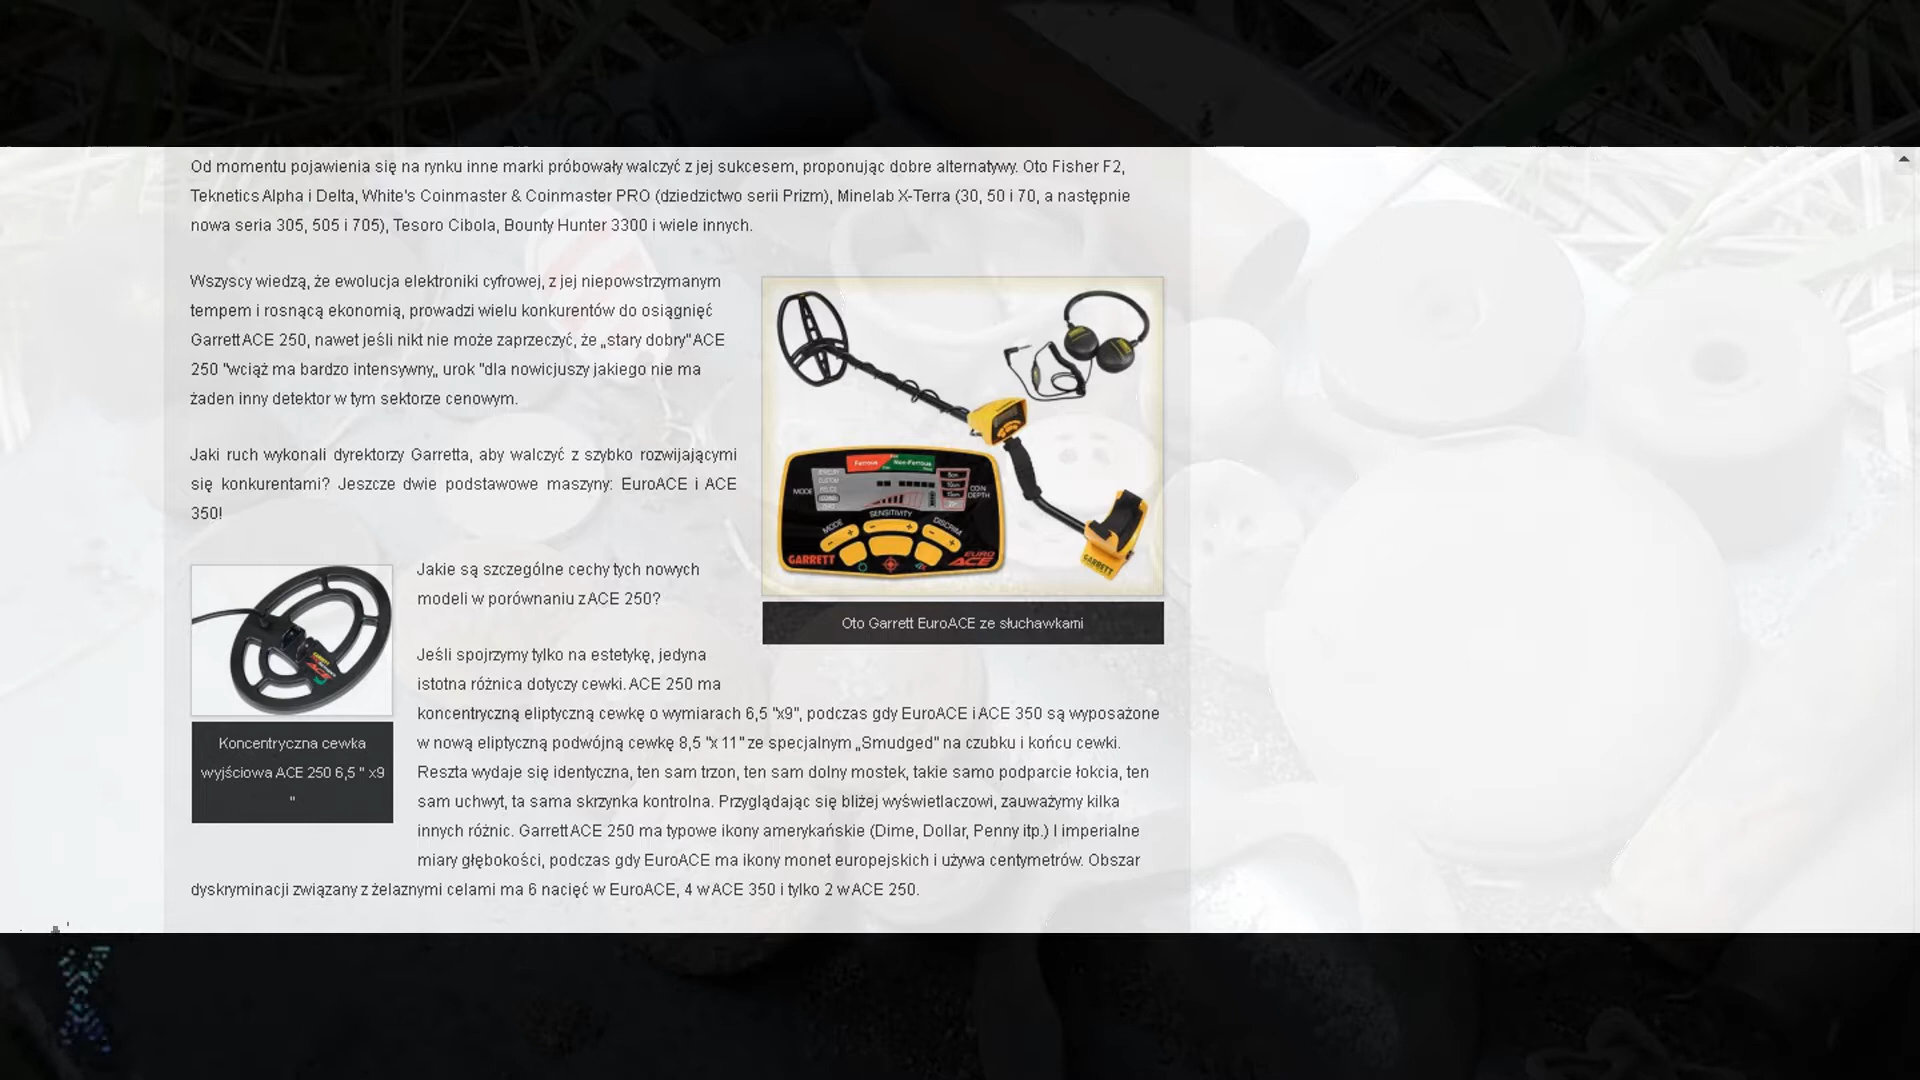 Od momentu pojawienia się na rynku inne marki próbowały walczyć z jej sukcesem, proponując dobre alternatywy. Oto Fisher F2,
Teknetics Alpha i Delta, White's Coinmaster & Coinmaster PRO (dziedzictwo serii Prizm), Minelab X-Terra (30, 50 i 70, a następnie
nowa seria 305, 505 i 705), Tesoro Cibola, Bounty Hunter 3300 i wiele innych.
Wszyscy wiedzą, że ewolucja elektroniki cyfrowej, z jej niepowstrzymanym
tempem i rosnącą ekonomią, prowadzi wielu konkurentów do osiągnięć
Garrett ACE 250, nawet jeśli nikt nie może zaprzeczyć, że „stary dobry" ACE
250 "wciąż ma bardzo intensywny„ urok "dla nowicjuszy jakiego nie ma
żaden inny detektor w tym sektorze cenowym.
Jaki ruch wykonali dyrektorzy Garretta, aby walczyć z szybko rozwijającymi
się konkurentami? Jeszcze dwie podstawowe maszyny: EuroACE i ACE
350!
Ferrous Non-Ferrous
MODE
CUSTOM
COINS
ZERO
COIN
DEPTH
SENSITIVITY
MODE
DISCRIM
GARRETT
EURO
ACE
GARRETT
Oto Garrett EuroACE ze słuchawkami
GARRETT
ACE
Koncentryczna cewka
wyjściowa ACE 250 6,5 " x9
"
Jakie są szczególne cechy tych nowych
modeli w porównaniu z ACE 250?
Jeśli spojrzymy tylko na estetykę, jedyna
istotna różnica dotyczy cewki. ACE 250 ma
koncentryczną eliptyczną cewkę o wymiarach 6,5 "x9", podczas gdy EuroACE i ACE 350 są wyposażone
w nową eliptyczną podwójną cewkę 8,5 "x 11" ze specjalnym „Smudged" na czubku i końcu cewki.
Reszta wydaje się identyczna, ten sam trzon, ten sam dolny mostek, takie samo podparcie łokcia, ten
sam uchwyt, ta sama skrzynka kontrolna. Przyglądając się bliżej wyświetlaczowi, zauważymy kilka
innych różnic. Garrett ACE 250 ma typowe ikony amerykańskie (Dime, Dollar, Penny itp.) I imperialne
miary głębokości, podczas gdy EuroACE ma ikony monet europejskich i używa centymetrów. Obszar
dyskryminacji związany z żelaznymi celami ma 6 nacięć w EuroACE, 4 w ACE 350 i tylko 2 w ACE 250.